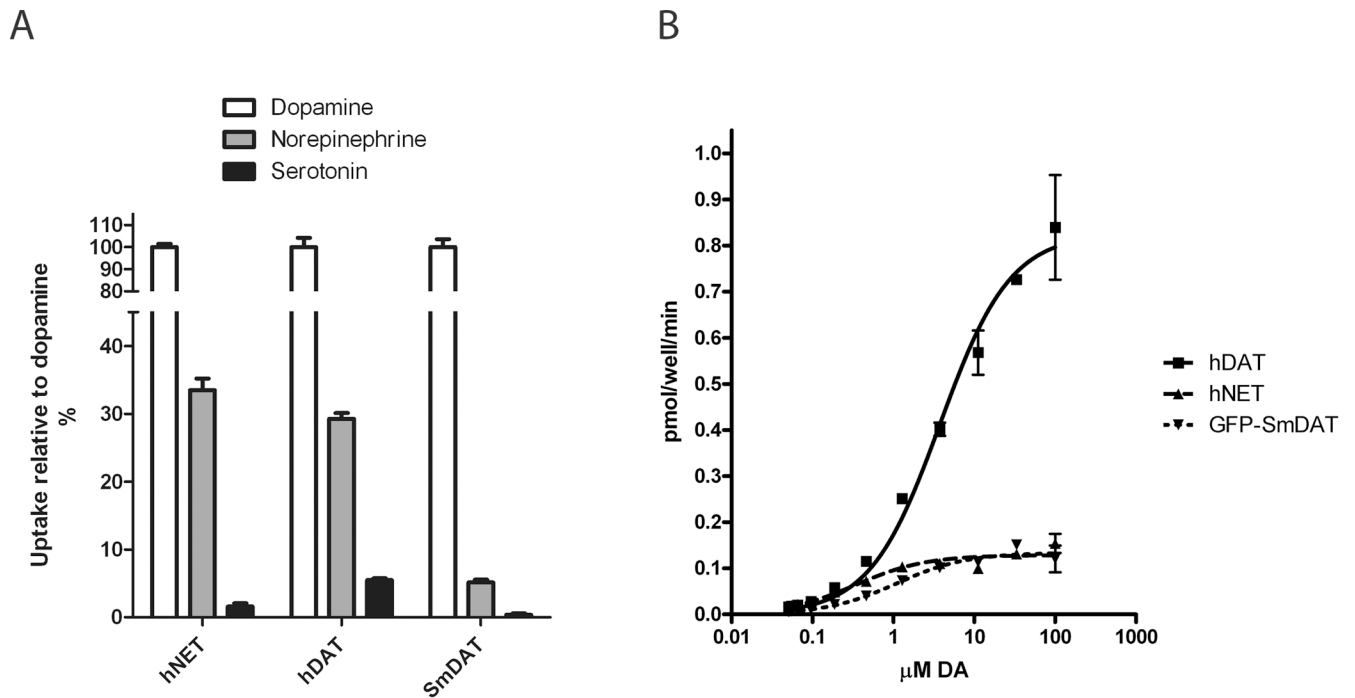 A
Dopamine
Norepinephrine
Serotonin
Uptake relative to dopamine
%
110
100
90
80
40
30
20
10
0
hNET
hDAT
SmDAT
B
pmol/well/min
1.0
0.9
0.8
0.7
0.6
0.5
0.4
0.3
0.2
0.1
0.0
0.01
0.1
1
10
100
1000
μM DA
hDAT
hNET
GFP-SmDAT